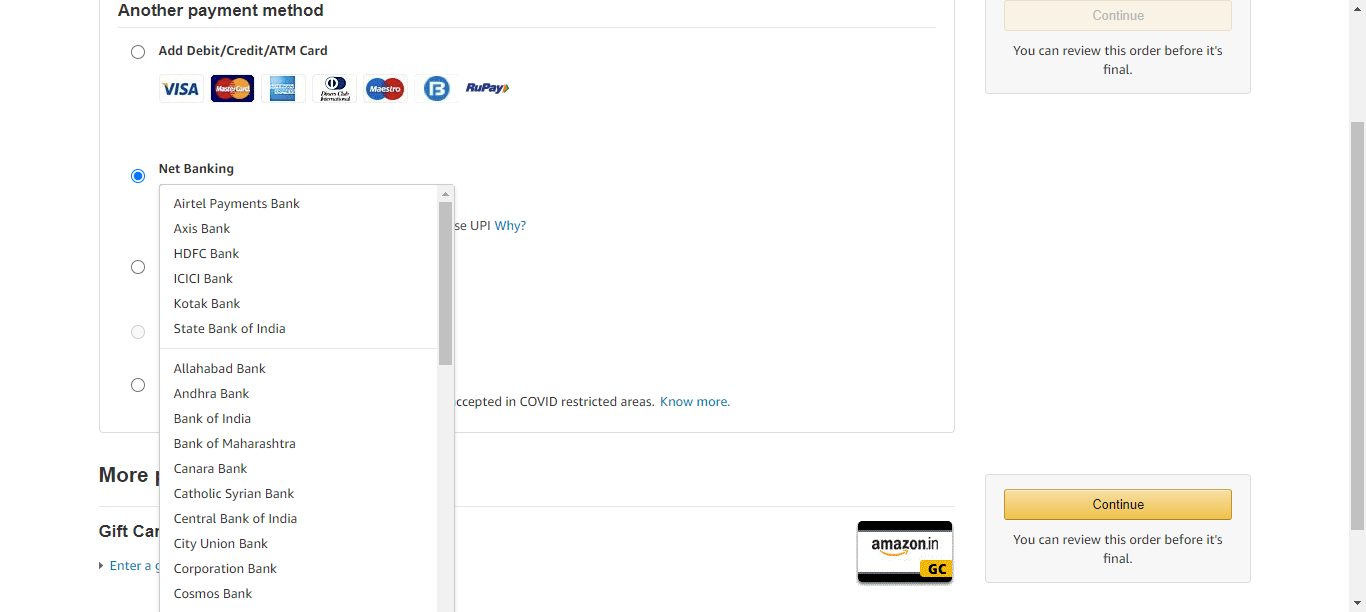 Another payment method
Add Debit/Credit/ATM Card
VISA
MasterCard
AMERICAN EXPRESS
Diners Club
International
Maestro
RuPay
Net Banking
Airtel Payments Bank
Axis Bank
HDFC Bank
ICICI Bank
Kotak Bank
State Bank of India
Allahabad Bank
Andhra Bank
Bank of India
Bank of Maharashtra
Canara Bank
Catholic Syrian Bank
Central Bank of India
City Union Bank
Corporation Bank
Cosmos Bank
se UPI Why?
ccepted in COVID restricted areas. Know more.
More
Gift Car
Enter a g
amazon.in
GC
Continue
You can review this order before it's
final.
Continue
You can review this order before it's
final.